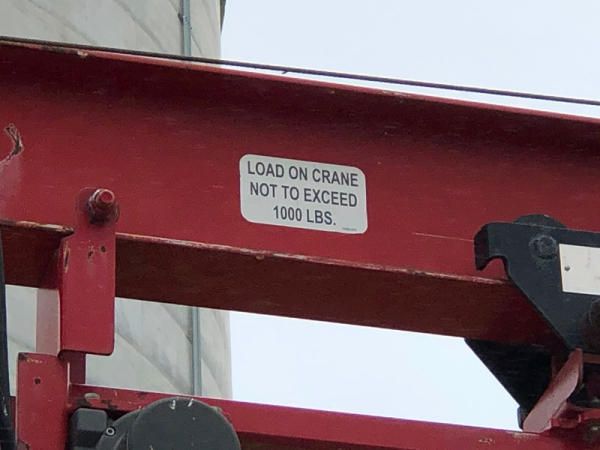 LOAD ON CRANE
NOT TO EXCEED
1000 LBS.